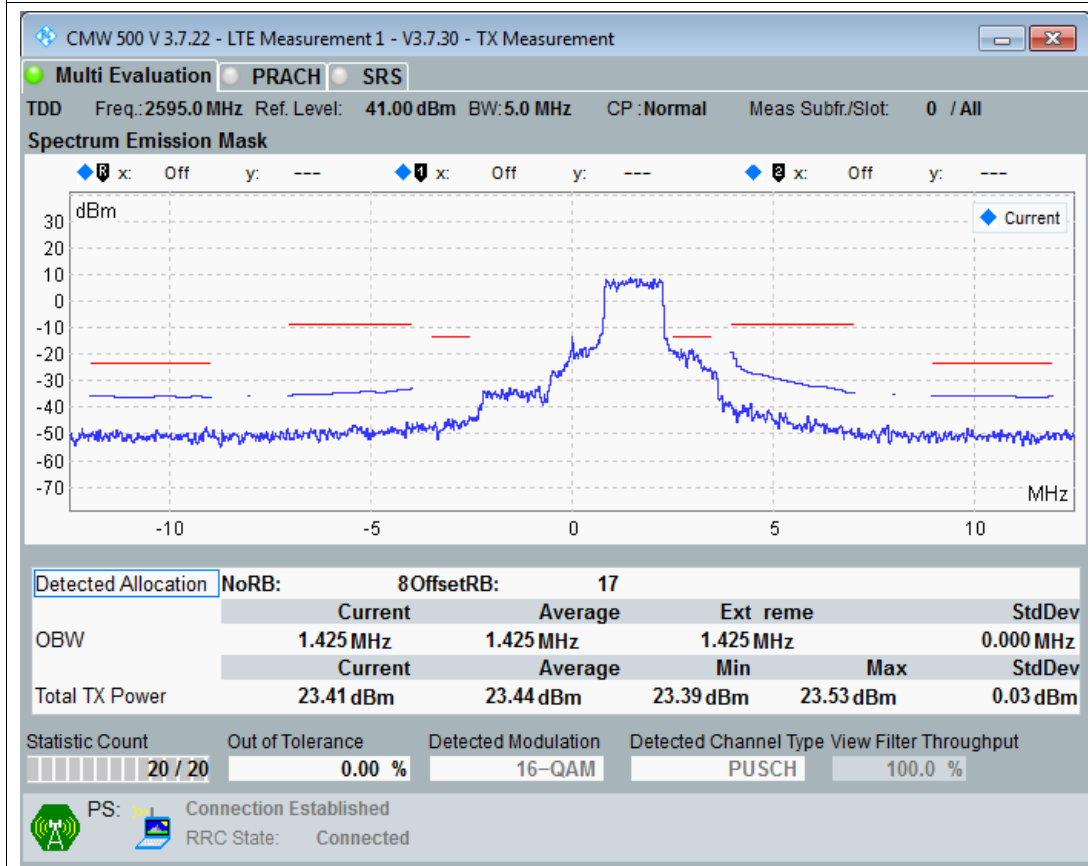 CMW 500 V 3.7.22 - LTE Measurement 1 - V3.7.30 - TX Measurement
Multi Evaluation PRACH SRS
TDD Freq.: 2595.0 MHz Ref. Level: 41.00 dBm BW: 5.0 MHz CP : Normal Meas Subfr./Slot: 0 / All
Spectrum Emission Mask
R x: Off y: --- 1 x: Off y: --- 2 x: Off y: ---
dBm
Current
30
20
10
0
-10
-20
-30
-40
-50
-60
-70
MHz
-10 -5 0 5 10
Detected Allocation NoRB: 8 OffsetRB: 17
Current Average Ext reme StdDev
OBW 1.425 MHz 1.425 MHz 1.425 MHz 0.000 MHz
Current Average Min Max StdDev
Total TX Power 23.41 dBm 23.44 dBm 23.39 dBm 23.53 dBm 0.03 dBm
Statistic Count Out of Tolerance Detected Modulation Detected Channel Type View Filter Throughput
20 / 20 0.00 % 16-QAM PUSCH 100.0 %
PS: Connection Established
RRC State: Connected